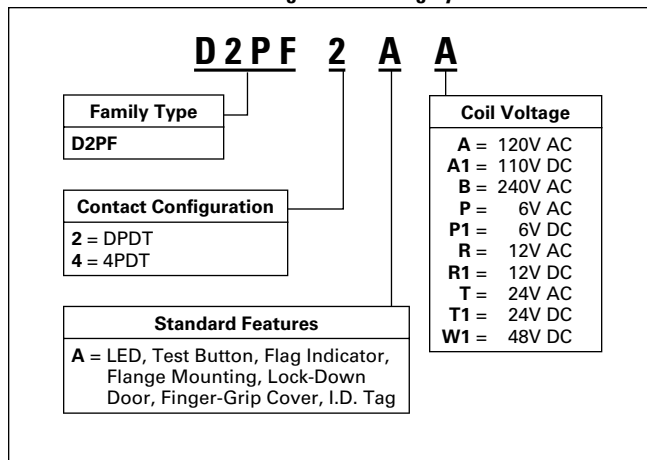 D2PF 2 A A
Family Type
D2PF
Contact Configuration
2 = DPDT
4 = 4PDT
Standard Features
A = LED, Test Button, Flag Indicator,
Flange Mounting, Lock-Down
Door, Finger-Grip Cover, I.D. Tag
Coil Voltage
A = 120V AC
A1 = 110V DC
B = 240V AC
P = 6V AC
P1 = 6V DC
R = 12V AC
R1 = 12V DC
T = 24V AC
T1 = 24V DC
W1 = 48V DC